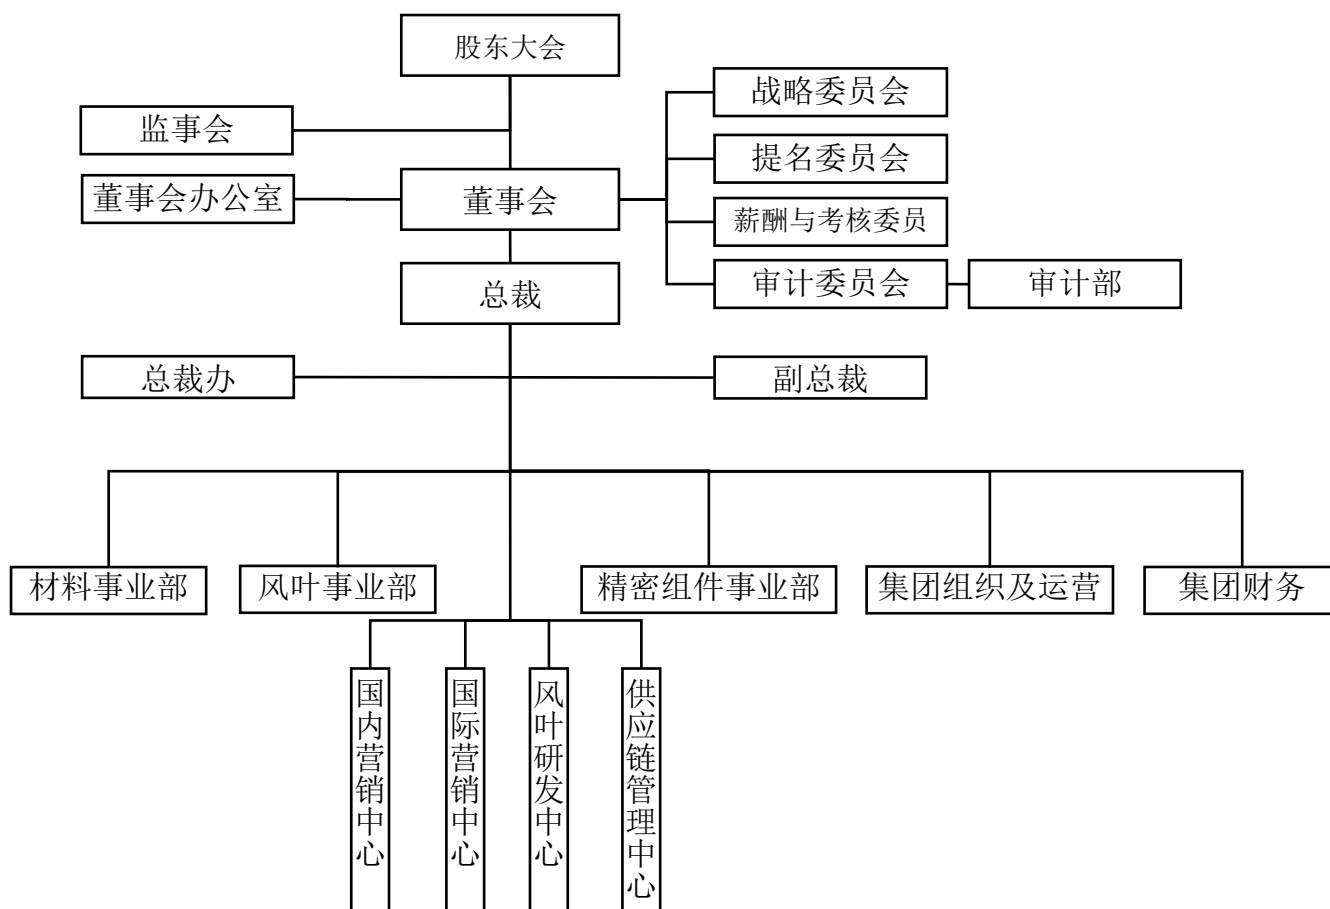 股东大会
战略委员会
监事会
提名委员会
董事会办公室
董事会
薪酬与考核委员
审计委员会
审计部
总裁
总裁办
副总裁
材料事业部
风叶事业部
精密组件事业部
集团组织及运营
集团财务
国内营销中心
国际营销中心
风叶研发中心
供应链管理中心